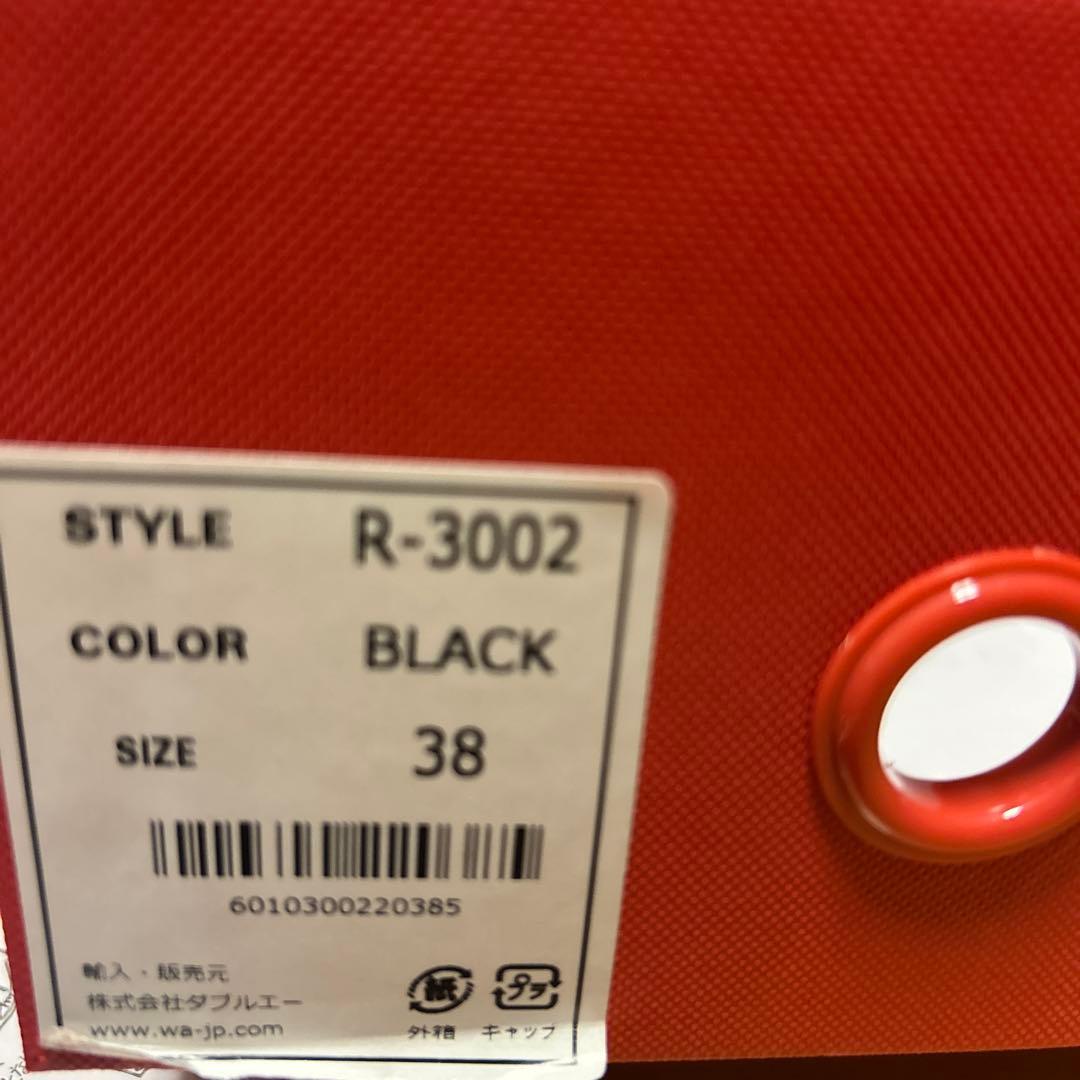 STYLE R-3002
COLOR BLACK
SIZE 38
6010300220385
輸入・販売元
株式会社ダブルエー
www.wa-jp.com
紙 プラ
外箱 キャップ